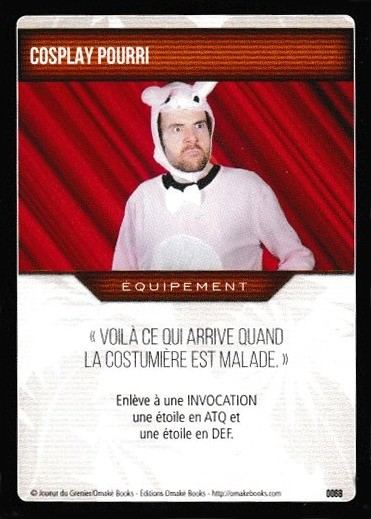 COSPLAY POURRI
ÉQUIPEMENT
« VOILÀ CE QUI ARRIVE QUAND
LA COSTUMIÈRE EST MALADE. »
Enlève à une INVOCATION
une étoile en ATQ et
une étoile en DEF.
© Joueur du Grenier/Omaké Books - Editions Omaké Books - http://omakebooks.com
0068